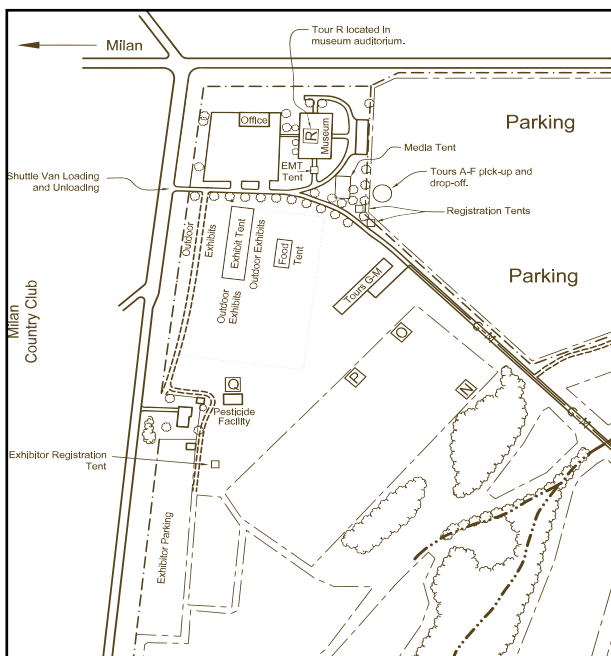 Tour R located in
museum auditorium.
Milan
Parking
Office
R
Museum
Media Tent
EMT
Tent
Tours A-F pick-up and
drop-off.
Shuttle Van Loading
and Unloading
Registration Tents
Outdoor
Exhibits
Exhibit Tent
Outdoor Exhibits
Food
Tent
Parking
Outdoor
Exhibits
Tours G-M
Milan
Country Club
G-M
O
P
Q
N
Pesticide
Facility
G-M
Exhibitor Registration
Tent
Exhibitor Parking